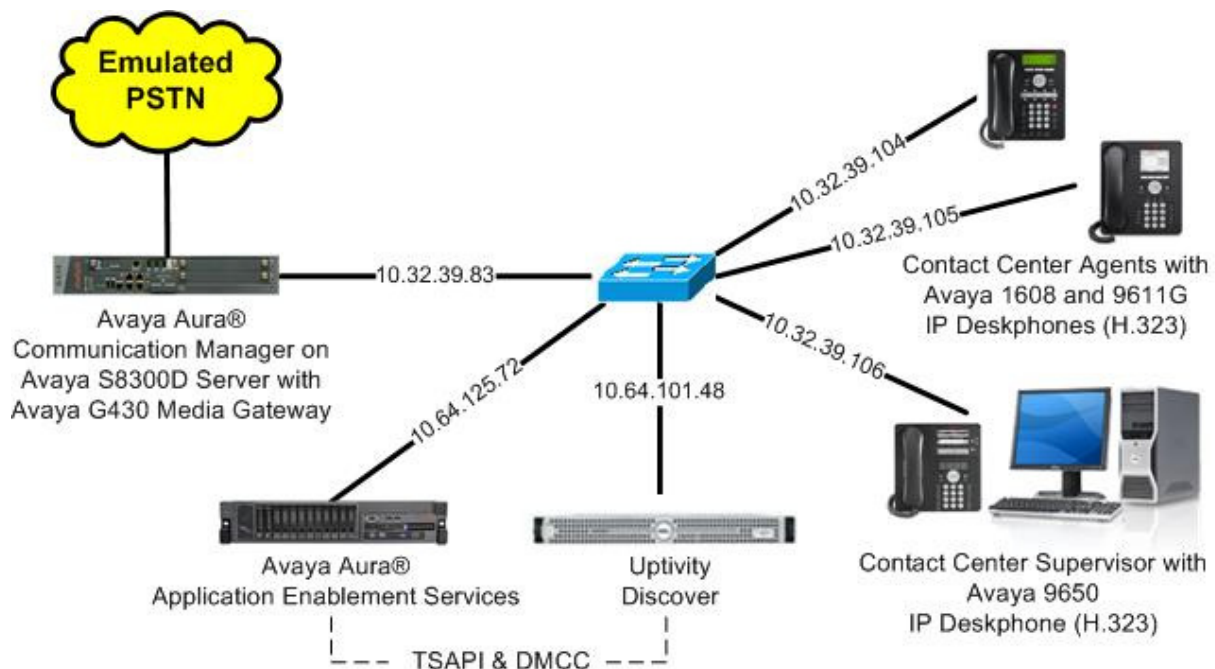 Emulated
PSTN
10.32.39.104
10.32.39.105
10.32.39.83
Contact Center Agents with
Avaya 1608 and 9611G
IP Deskphones (H.323)
Avaya Aura®
Communication Manager on
Avaya S8300D Server with
Avaya G430 Media Gateway
10.32.39.106
10.64.125.72
10.64.101.48
Avaya Aura®
Application Enablement Services
Uptivity
Discover
Contact Center Supervisor with
Avaya 9650
IP Deskphone (H.323)
TSAPI & DMCC